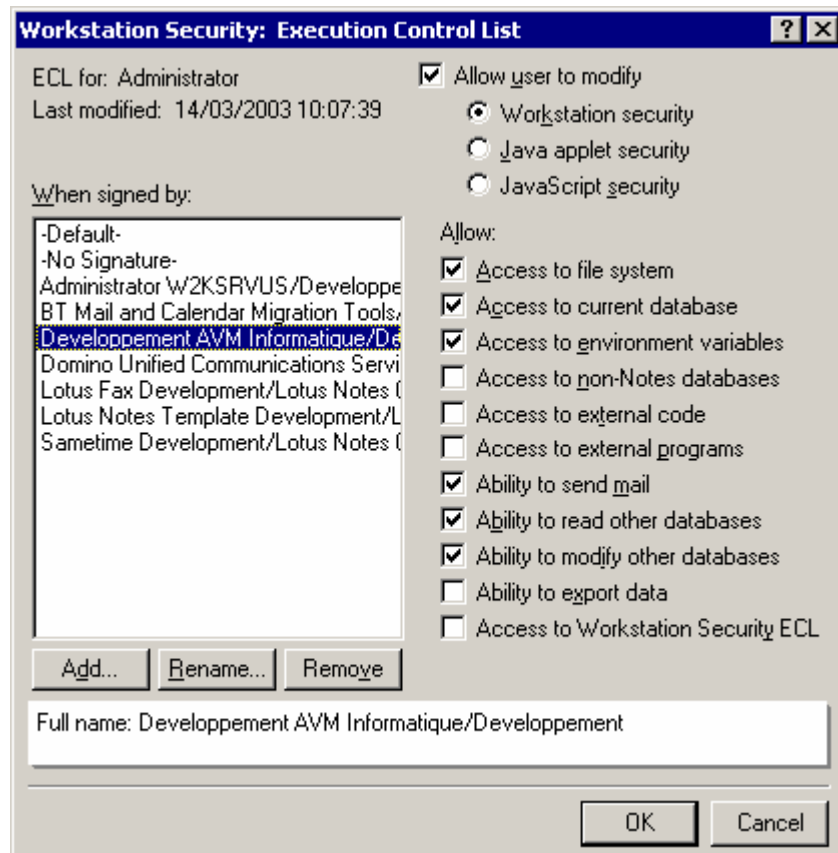 Workstation Security: Execution Control List
ECL for: Administrator
Last modified: 14/03/2003 10:07:39
Allow user to modify
Workstation security
Java applet security
JavaScript security
When signed by:
-Default-
-No Signature-
Administrator W2KSRVUS/Developpe
BT Mail and Calendar Migration Tools/
Developpement AVM Informatique/De
Domino Unified Communications Servi
Lotus Fax Development/Lotus Notes (
Lotus Notes Template Development/L
Sametime Development/Lotus Notes (
Allow:
Access to file system
Access to current database
Access to environment variables
Access to non-Notes databases
Access to external code
Access to external programs
Ability to send mail
Ability to read other databases
Ability to modify other databases
Ability to export data
Access to Workstation Security ECL
Add... Rename... Remove
Full name: Developpement AVM Informatique/Developpement
OK Cancel